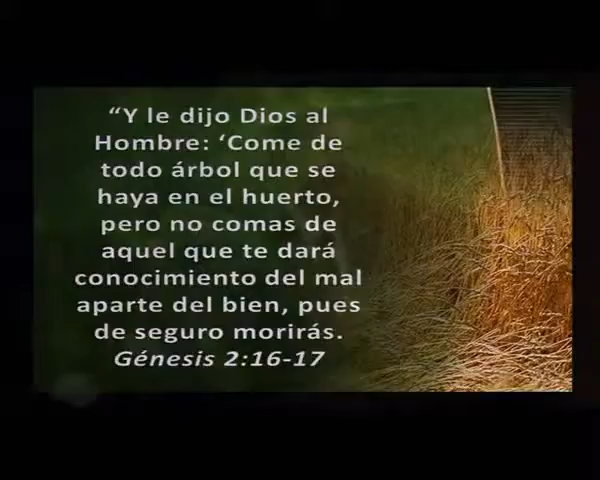 “Y le dijo Dios al
Hombre: ‘Come de
todo árbol que se
haya en el huerto,
pero no comas de
aquel que te dará
conocimiento del mal
aparte del bien, pues
de seguro morirás.
Génesis 2:16-17